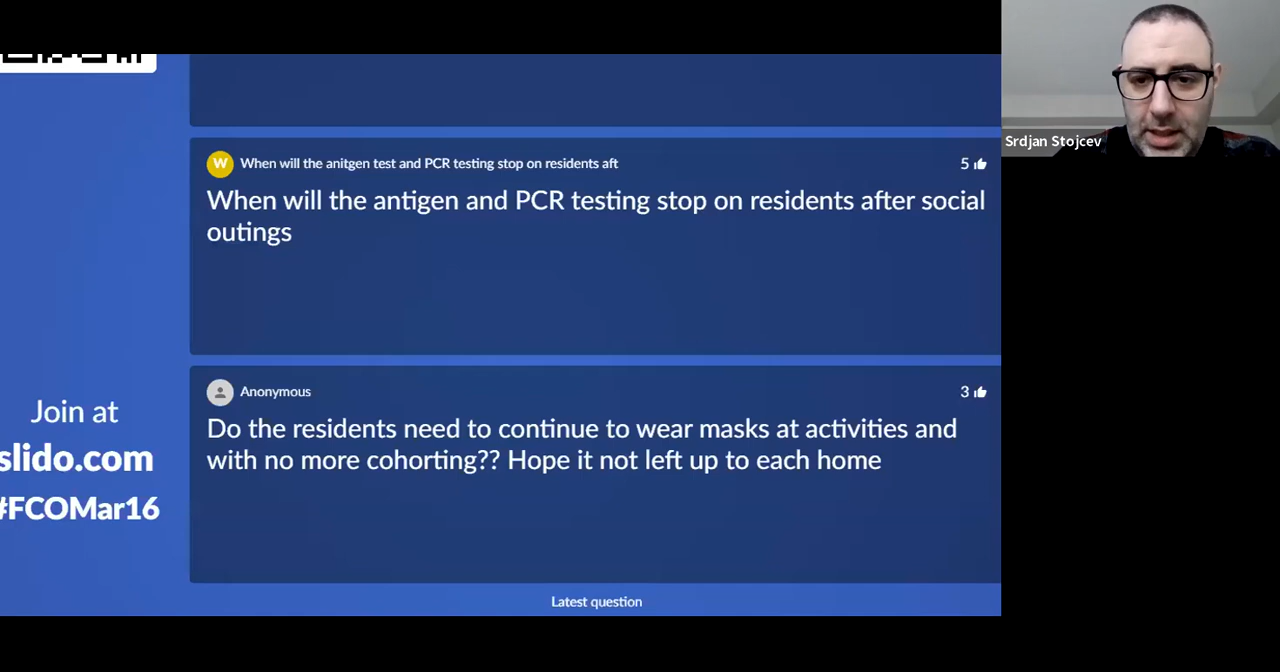 Srdjan Stojcev
When will the anitgen test and PCR testing stop on residents aft
5
When will the antigen and PCR testing stop on residents after social
outings
W
Anonymous
3
Do the residents need to continue to wear masks at activities and
with no more cohorting?? Hope it not left up to each home
Join at
slido.com
#FCOMar16
Latest question